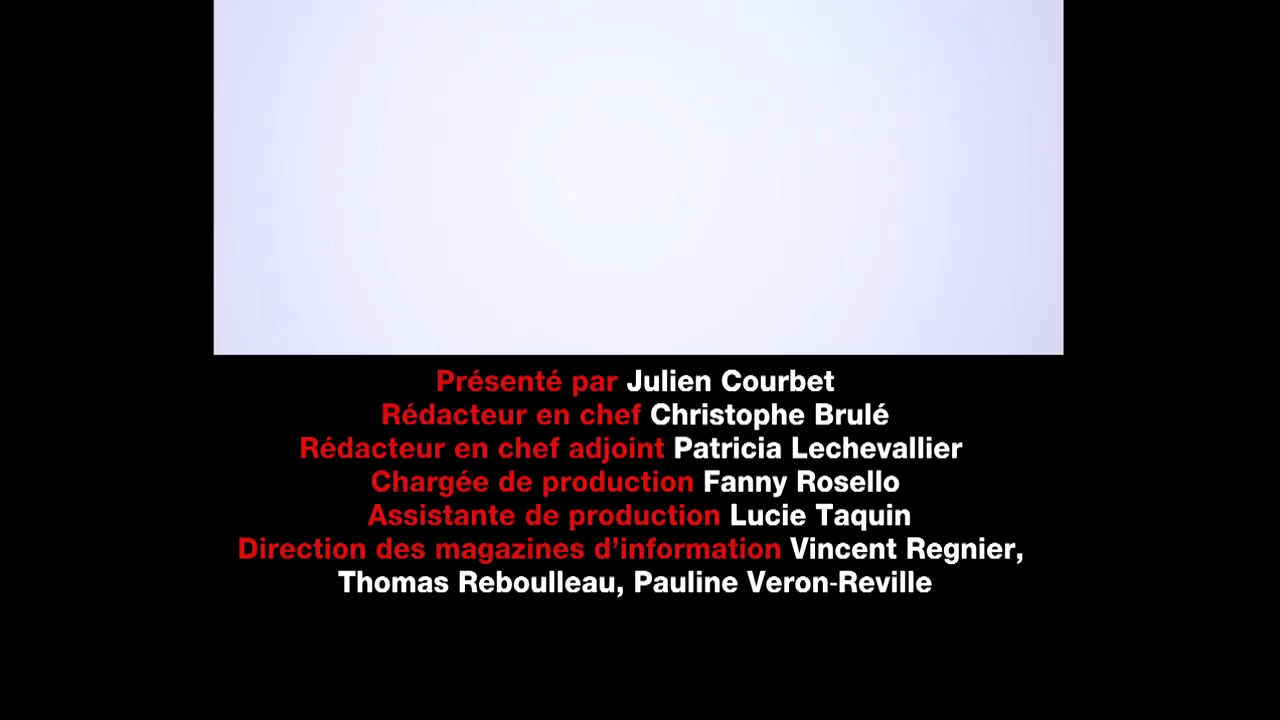 Présenté par Julien Courbet
Rédacteur en chef Christophe Brulé
Rédacteur en chef adjoint Patricia Lechevallier
Chargée de production Fanny Rosello
Assistante de production Lucie Taquin
Direction des magazines d’information Vincent Regnier,
Thomas Reboulleau, Pauline Veron-Reville